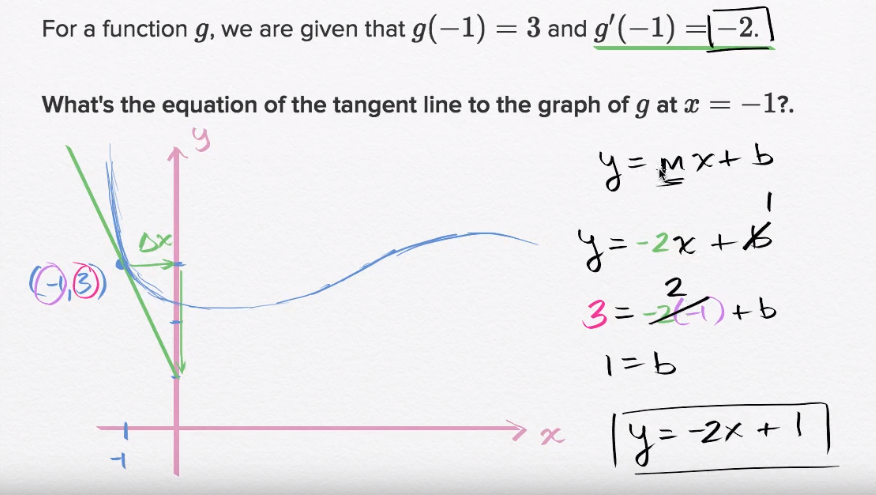 For a function g, we are given that g(−1) = 3 and g′(−1) = −2.
What's the equation of the tangent line to the graph of g at x = −1?.
y
y = mx + b
1
Δx
y = -2x + b
(-1, 3)
2
3 = -2(-1) + b
1 = b
x
y = -2x + 1
-1